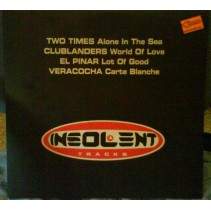 TWO TIMES Alone In The Sea
CLUBLANDERS World Of Love
EL PINAR Lot Of Good
VERACOCHA Carte Blanche
INSOLENT
TRACKS